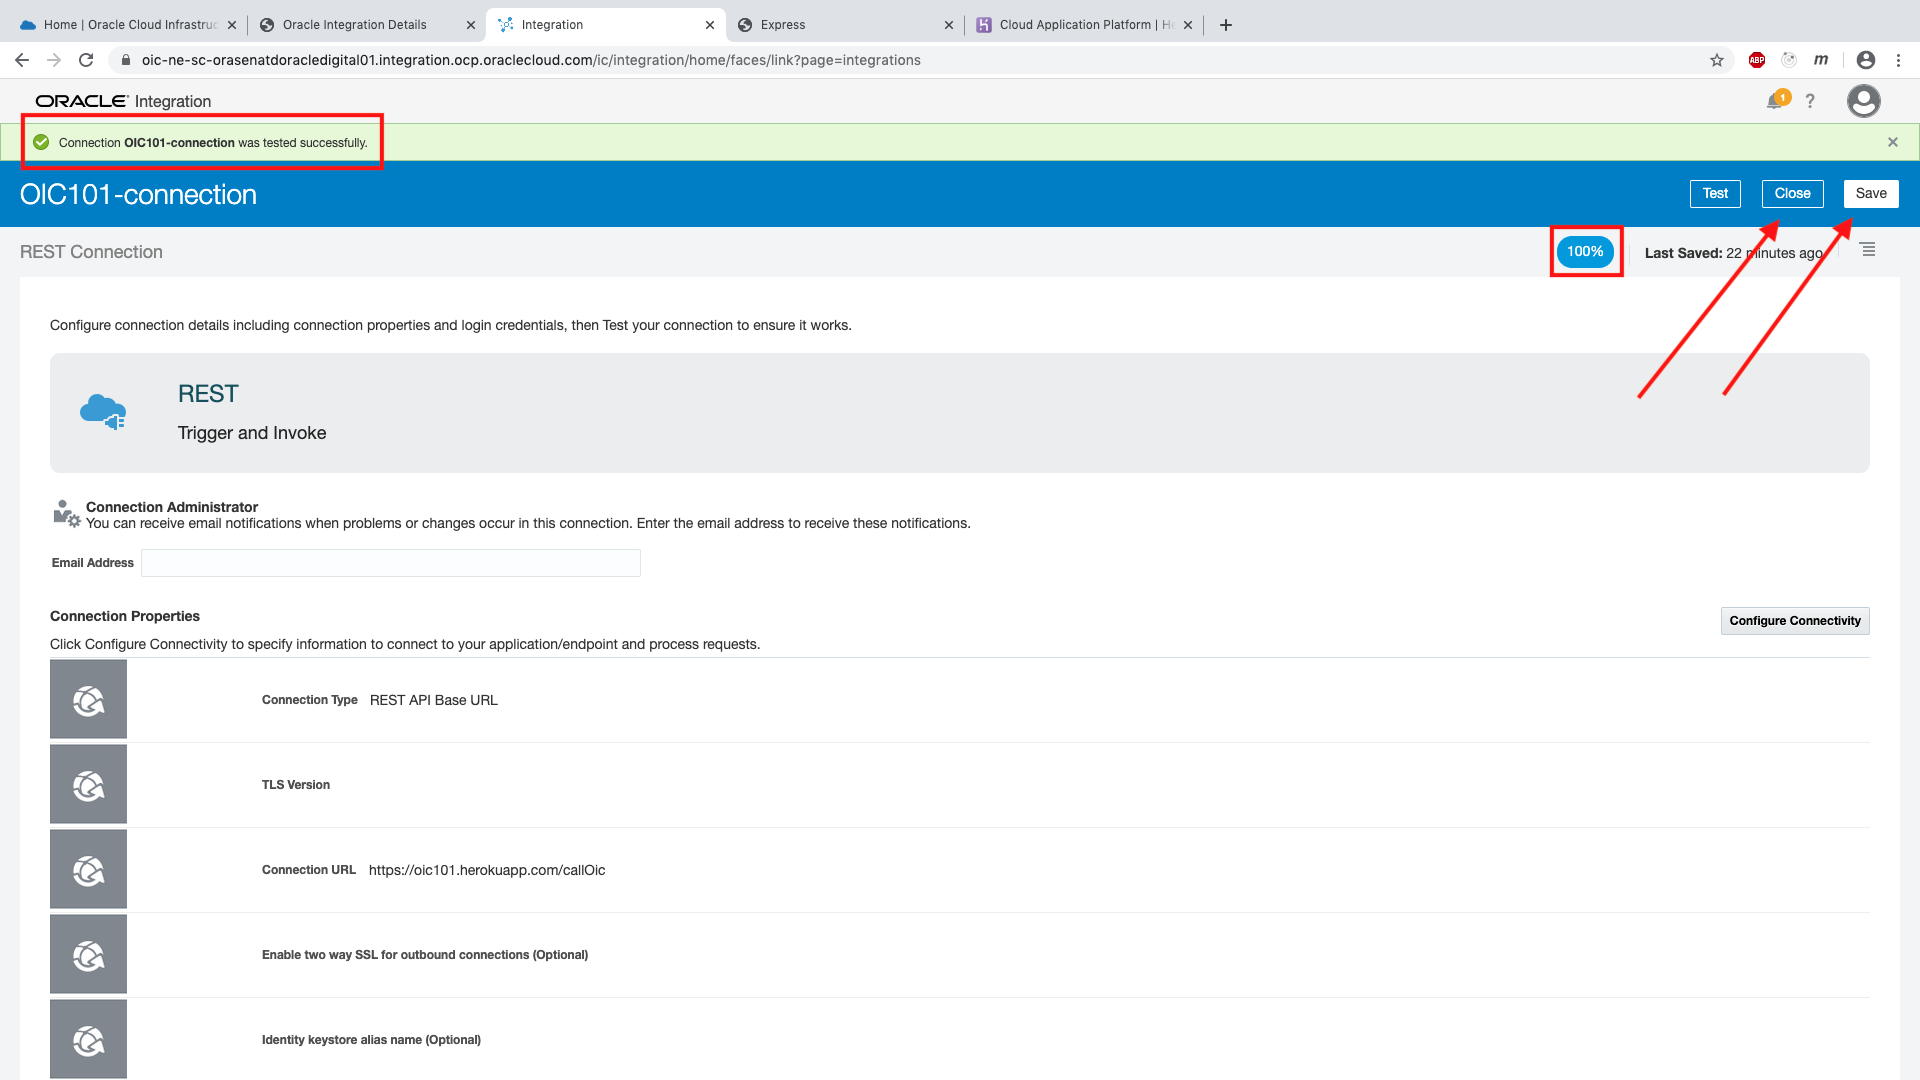 Home | Oracle Cloud Infrastruc
Oracle Integration Details
Integration
Express
Cloud Application Platform | He
oic-ne-sc-orasenatdoracledigital01.integration.ocp.oraclecloud.com/ic/integration/home/faces/link?page=integrations
ABP
m
ORACLE Integration
1
?
Connection OIC101-connection was tested successfully.
OIC101-connection
Test
Close
Save
REST Connection
100%
Last Saved: 22 minutes ago
Configure connection details including connection properties and login credentials, then Test your connection to ensure it works.
REST
Trigger and Invoke
Connection Administrator
You can receive email notifications when problems or changes occur in this connection. Enter the email address to receive these notifications.
Email Address
Connection Properties
Configure Connectivity
Click Configure Connectivity to specify information to connect to your application/endpoint and process requests.
Connection Type REST API Base URL
TLS Version
Connection URL https://oic101.herokuapp.com/callOic
Enable two way SSL for outbound connections (Optional)
Identity keystore alias name (Optional)